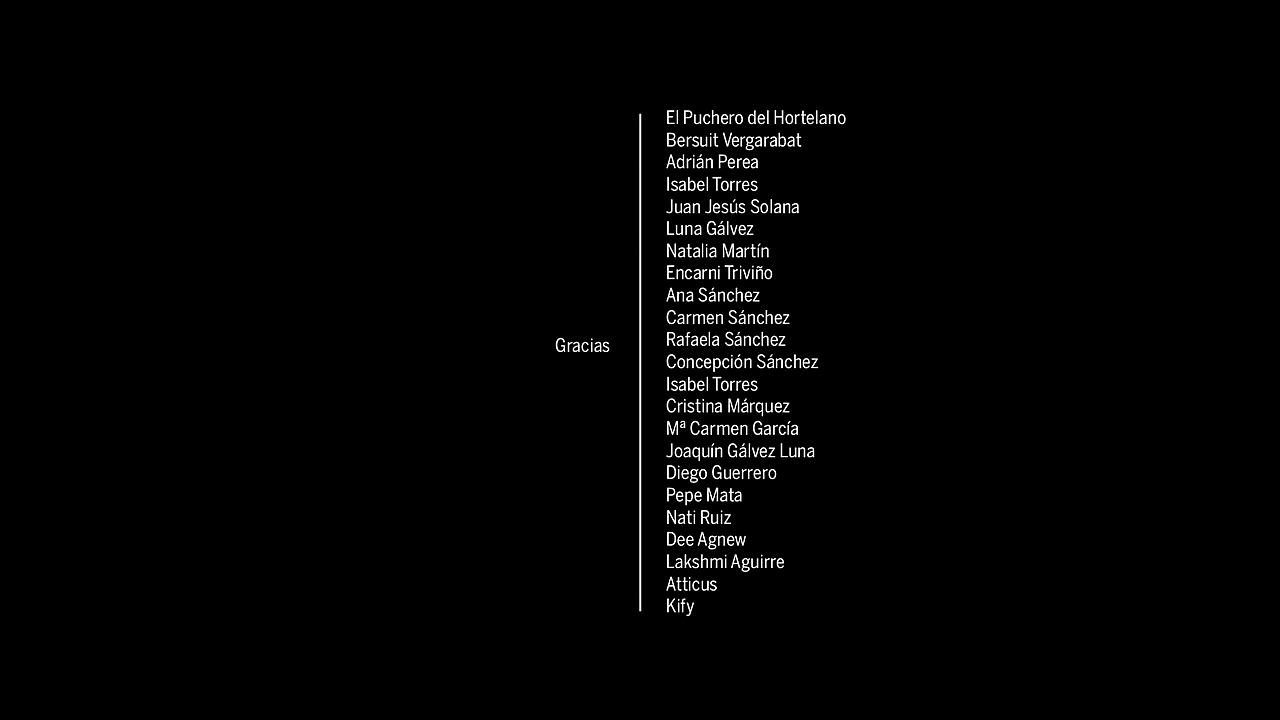 Gracias
El Puchero del Hortelano
Bersuit Vergarabat
Adrián Perea
Isabel Torres
Juan Jesús Solana
Luna Gálvez
Natalia Martín
Encarni Triviño
Ana Sánchez
Carmen Sánchez
Rafaela Sánchez
Concepción Sánchez
Isabel Torres
Cristina Márquez
Mª Carmen García
Joaquín Gálvez Luna
Diego Guerrero
Pepe Mata
Nati Ruiz
Dee Agnew
Lakshmi Aguirre
Atticus
Kify